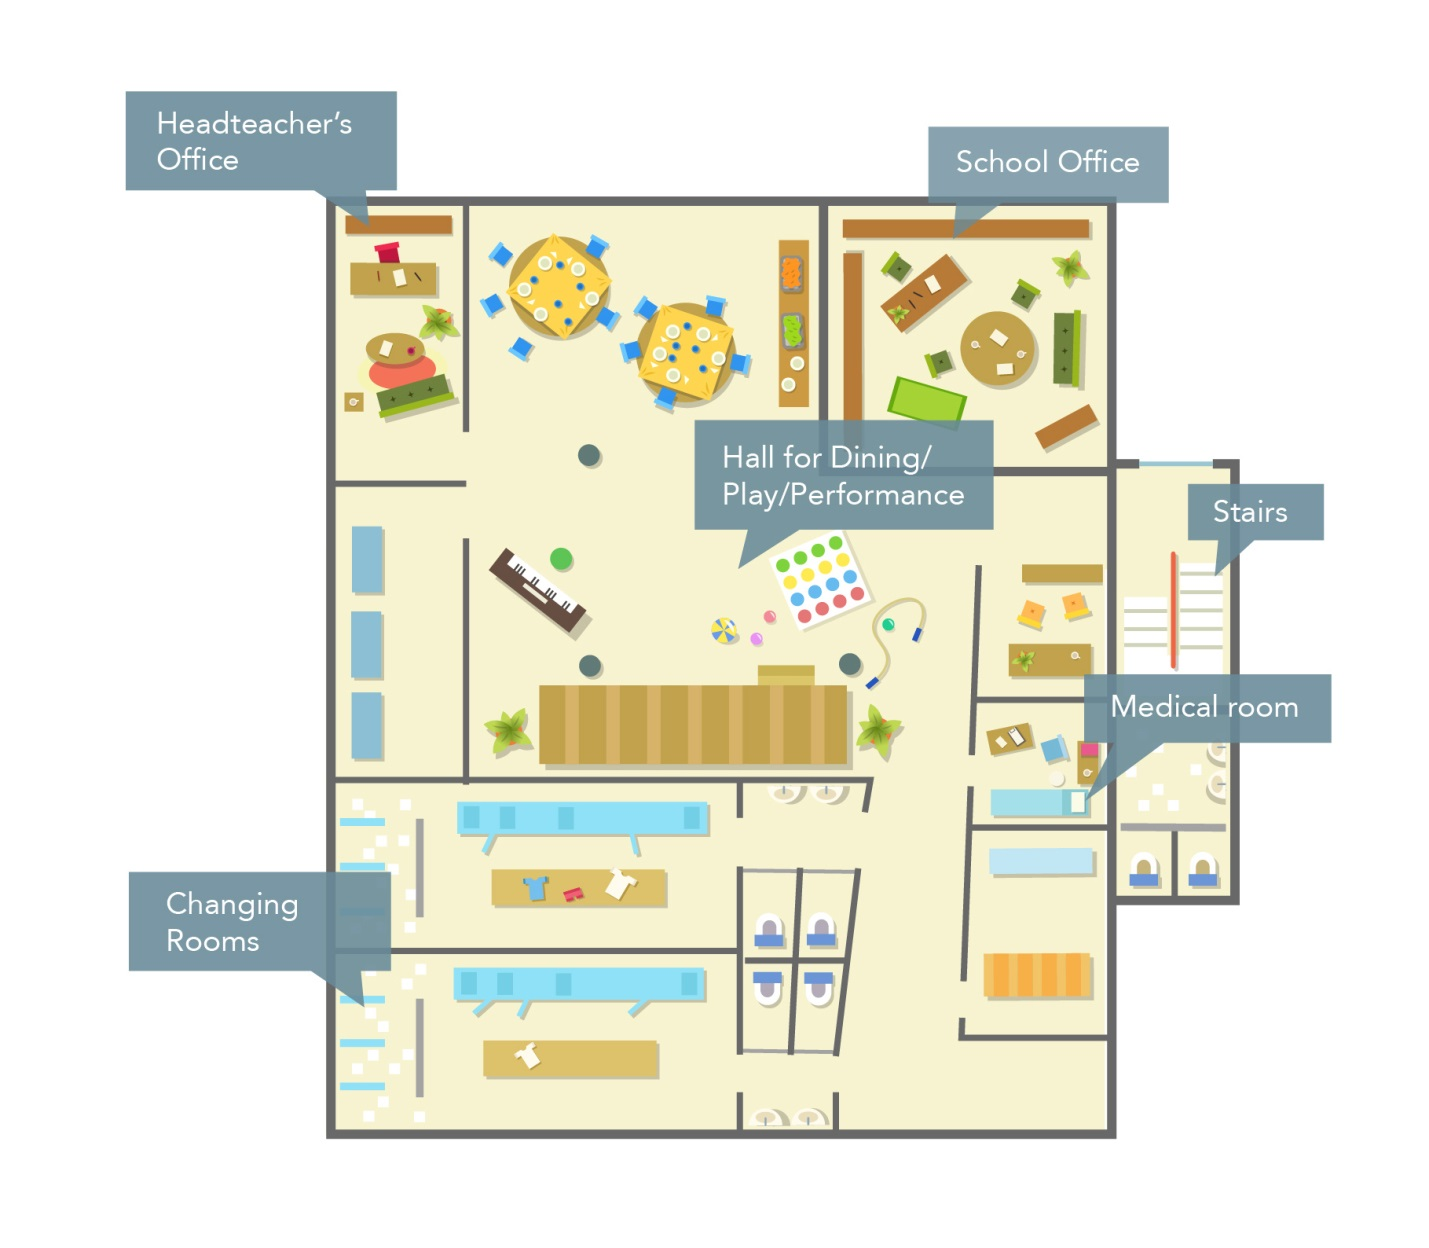 Headteacher’s
Office
School Office
Hall for Dining/
Play/Performance
Stairs
Medical room
Changing
Rooms